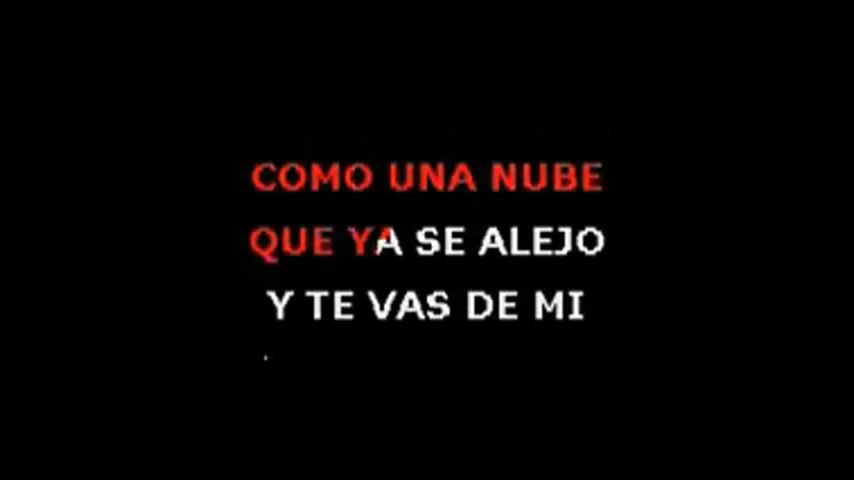 COMO UNA NUBE
QUE YA SE ALEJO
Y TE VAS DE MI